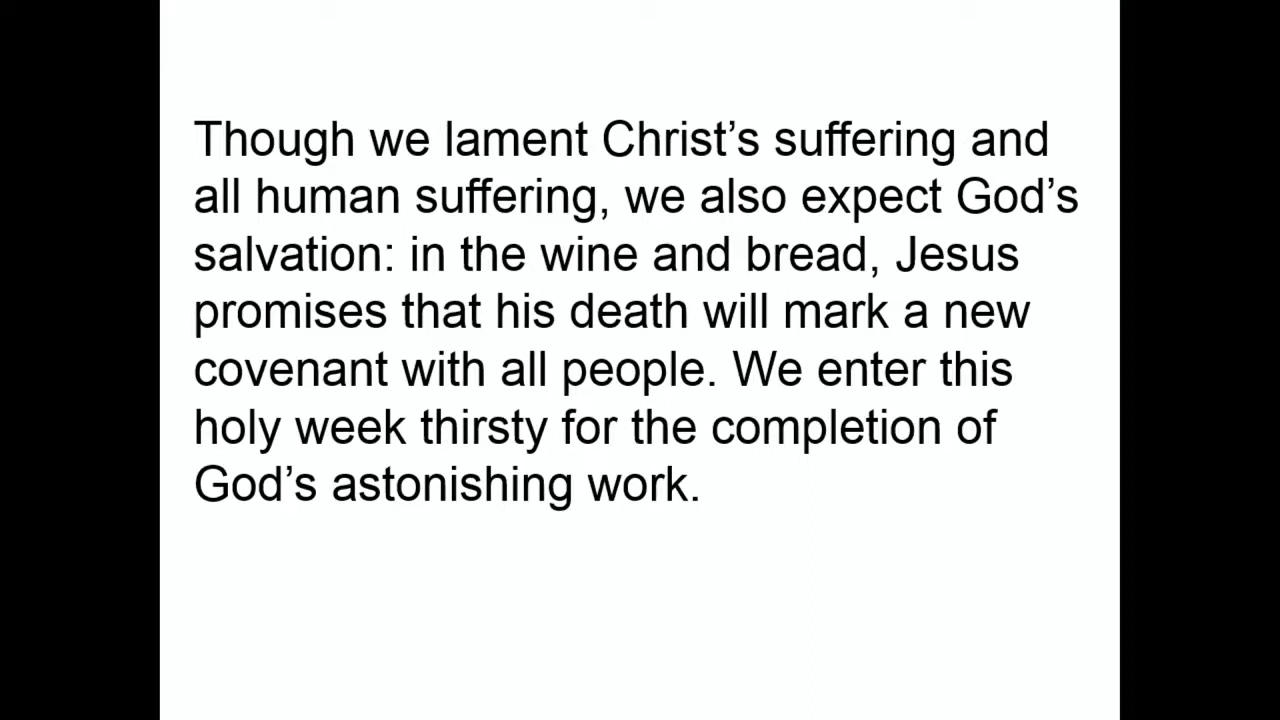 Though we lament Christ’s suffering and
all human suffering, we also expect God’s
salvation: in the wine and bread, Jesus
promises that his death will mark a new
covenant with all people. We enter this
holy week thirsty for the completion of
God’s astonishing work.